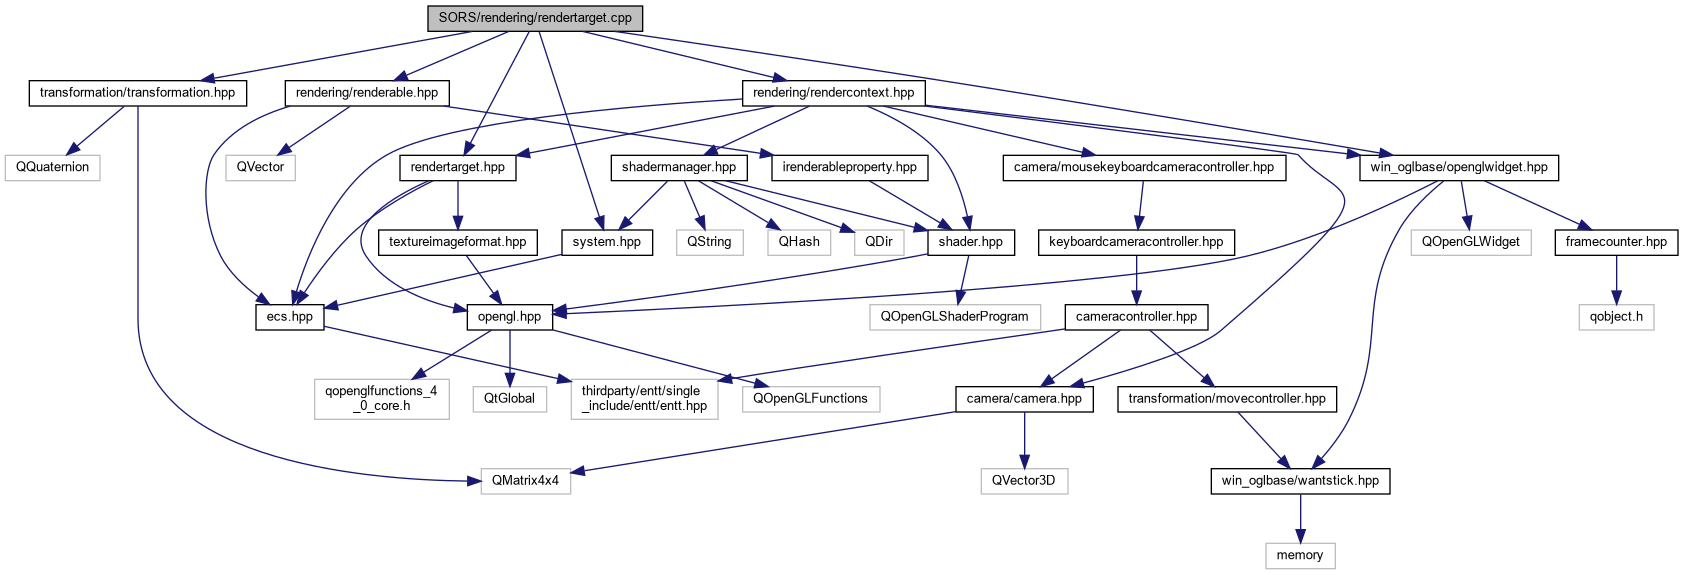 SORS/rendering/rendertarget.cpp
transformation/transformation.hpp
rendering/renderable.hpp
rendering/rendercontext.hpp
QQuaternion
QVector
rendertarget.hpp
shadermanager.hpp
irenderableproperty.hpp
camera/mousekeyboardcameracontroller.hpp
win_oglbase/openglwidget.hpp
textureimageformat.hpp
system.hpp
QString
QHash
QDir
shader.hpp
keyboardcameracontroller.hpp
QOpenGLWidget
framecounter.hpp
ecs.hpp
opengl.hpp
QOpenGLShaderProgram
cameracontroller.hpp
qobject.h
qopenglfunctions_4
_0_core.h
QtGlobal
thirdparty/entt/single
_include/entt/entt.hpp
QOpenGLFunctions
camera/camera.hpp
transformation/movecontroller.hpp
QMatrix4x4
QVector3D
win_oglbase/wantstick.hpp
memory